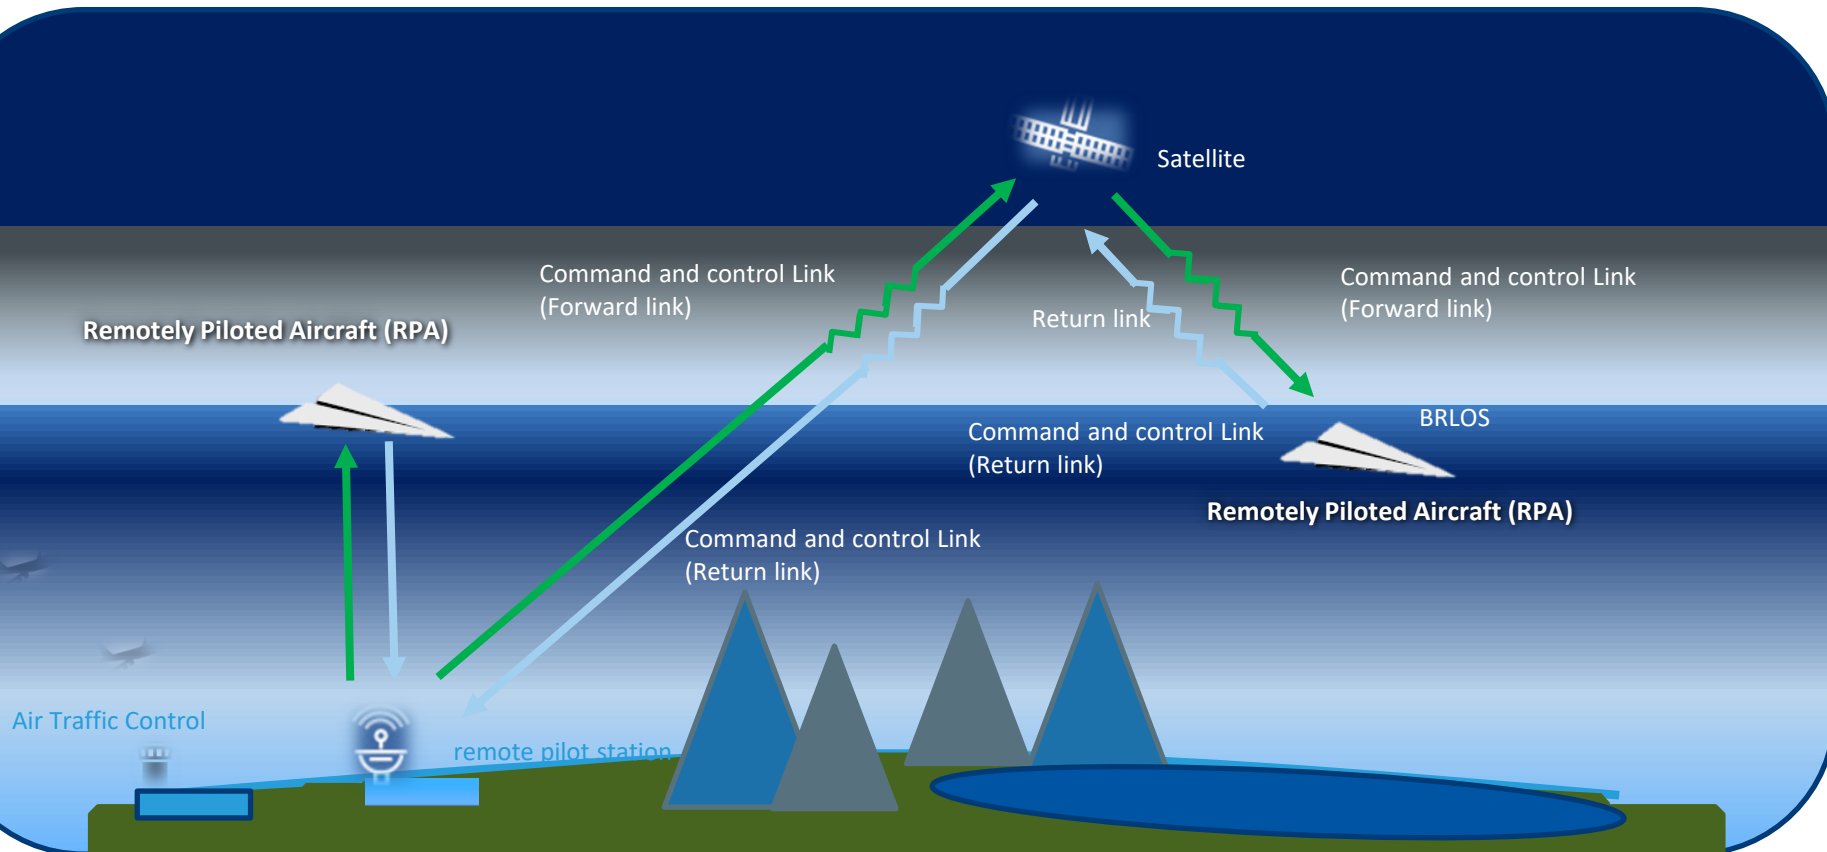 Satellite
Command and control Link
(Forward link)
Command and control Link
(Forward link)
Return link
Remotely Piloted Aircraft (RPA)
BRLOS
Command and control Link
(Return link)
Remotely Piloted Aircraft (RPA)
Command and control Link
(Return link)
Air Traffic Control
remote pilot station